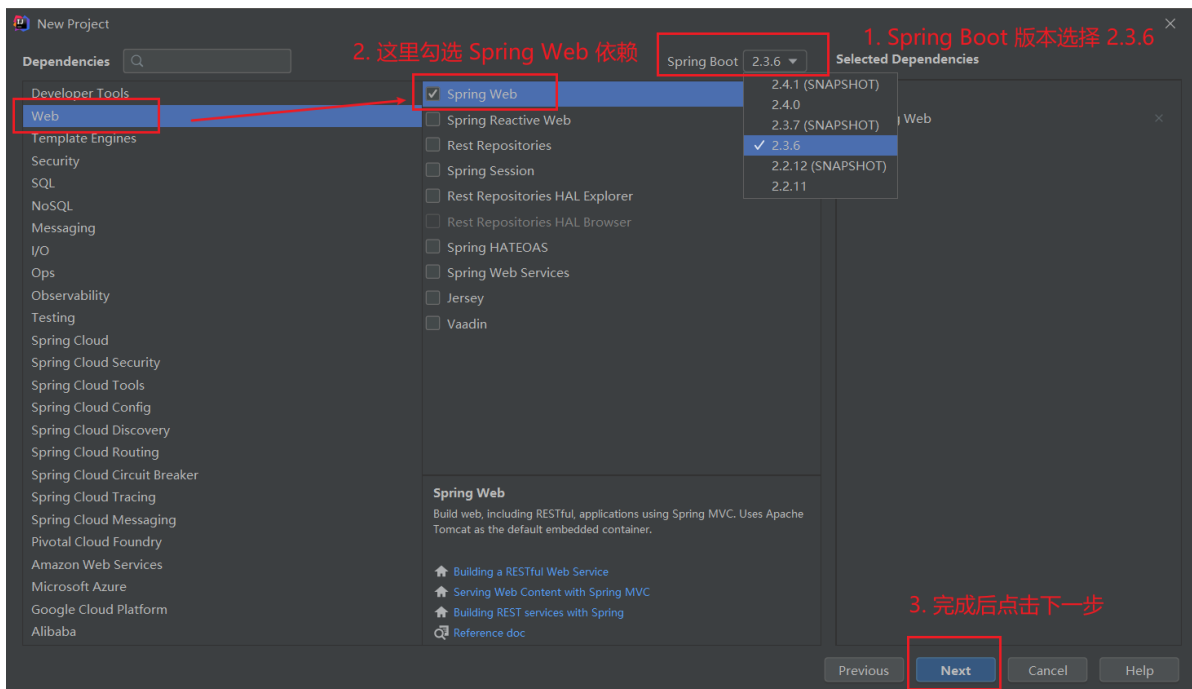 New Project
1. Spring Boot 版本选择 2.3.6
2. 这里勾选 Spring Web 依赖
Dependencies
Spring Boot 2.3.6
Selected Dependencies
Developer Tools
Web
Template Engines
Security
SQL
NoSQL
Messaging
I/O
Ops
Observability
Testing
Spring Cloud
Spring Cloud Security
Spring Cloud Tools
Spring Cloud Config
Spring Cloud Discovery
Spring Cloud Routing
Spring Cloud Circuit Breaker
Spring Cloud Tracing
Spring Cloud Messaging
Pivotal Cloud Foundry
Amazon Web Services
Microsoft Azure
Google Cloud Platform
Alibaba
Spring Web
Spring Reactive Web
Rest Repositories
Spring Session
Rest Repositories HAL Explorer
Rest Repositories HAL Browser
Spring HATEOAS
Spring Web Services
Jersey
Vaadin
2.4.1 (SNAPSHOT)
2.4.0
2.3.7 (SNAPSHOT)
2.3.6
2.2.12 (SNAPSHOT)
2.2.11
Web
Spring Web
Build web, including RESTful, applications using Spring MVC. Uses Apache
Tomcat as the default embedded container.
Building a RESTful Web Service
Serving Web Content with Spring MVC
Building REST services with Spring
Reference doc
3. 完成后点击下一步
Previous
Next
Cancel
Help